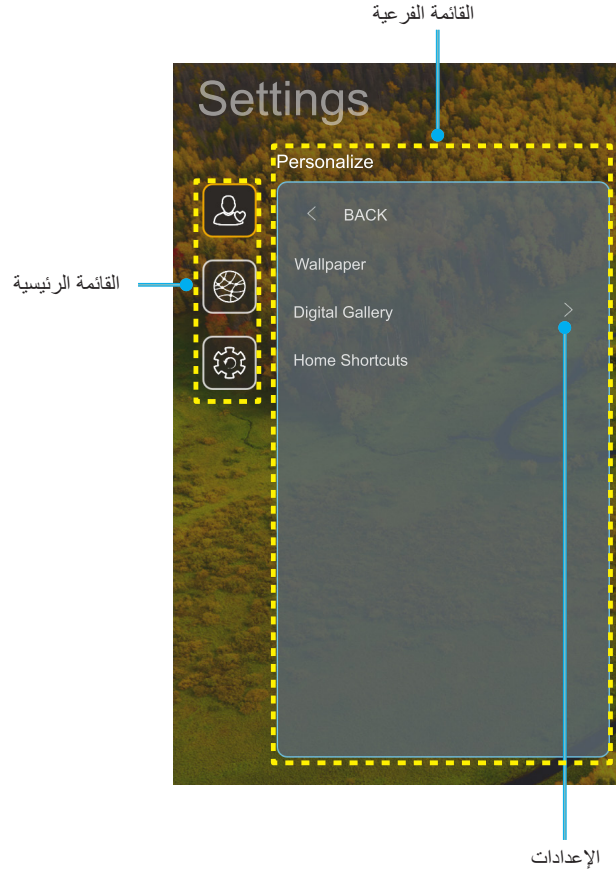 القائمة الفرعية
Settings
Personalize
< BACK
Wallpaper
القائمة الرئيسية
Digital Gallery >
Home Shortcuts
الإعدادات